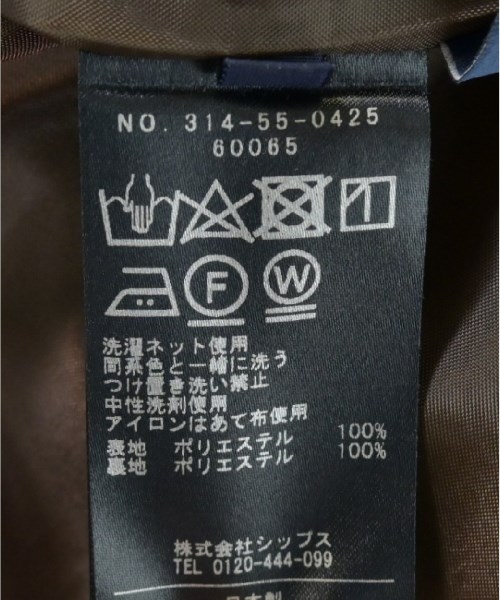 NO. 314-55-0425
60065
F
W
洗濯ネット使用
同系色と一緒に洗う
つけ置き洗い禁止
中性洗剤使用
アイロンはあて布使用
表地 ポリエステル 100%
裏地 ポリエステル 100%
株式会社シップス
TEL 0120-444-099
日本製